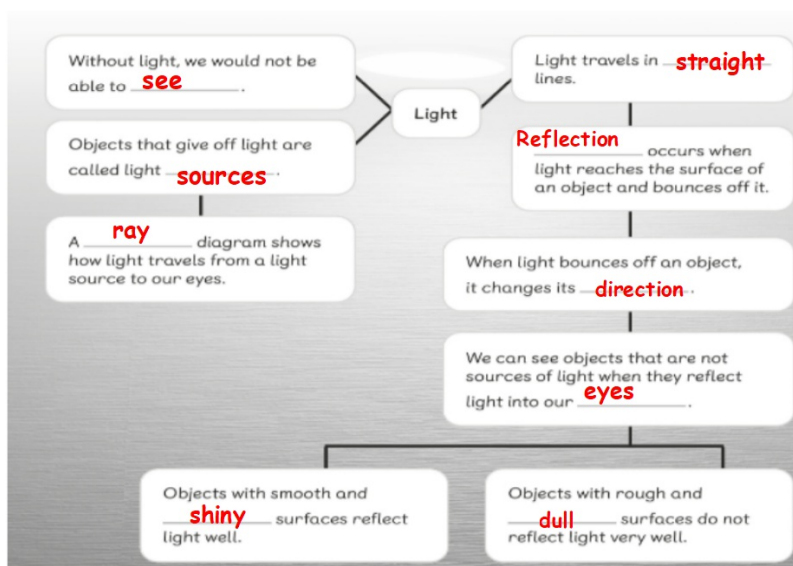 Without light, we would not be
able to see.
Objects that give off light are
called light sources.
A ray diagram shows
how light travels from a light
source to our eyes.
Light
Light travels in straight
lines.
Reflection occurs when
light reaches the surface of
an object and bounces off it.
When light bounces off an object,
it changes its direction.
We can see objects that are not
sources of light when they reflect
light into our eyes.
Objects with smooth and
shiny surfaces reflect
light well.
Objects with rough and
dull surfaces do not
reflect light very well.